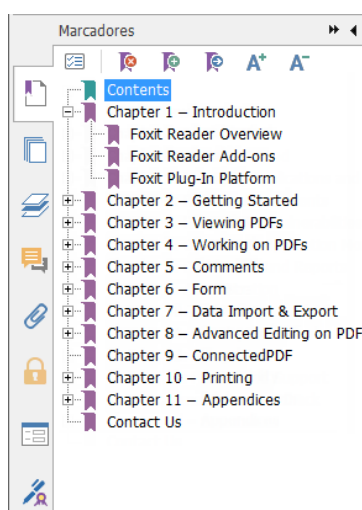 Marcadores
A+ A-
Contents
Chapter 1 – Introduction
Foxit Reader Overview
Foxit Reader Add-ons
Foxit Plug-In Platform
Chapter 2 – Getting Started
Chapter 3 – Viewing PDFs
Chapter 4 – Working on PDFs
Chapter 5 – Comments
Chapter 6 – Form
Chapter 7 – Data Import & Export
Chapter 8 – Advanced Editing on PDF
Chapter 9 – ConnectedPDF
Chapter 10 – Printing
Chapter 11 – Appendices
Contact Us